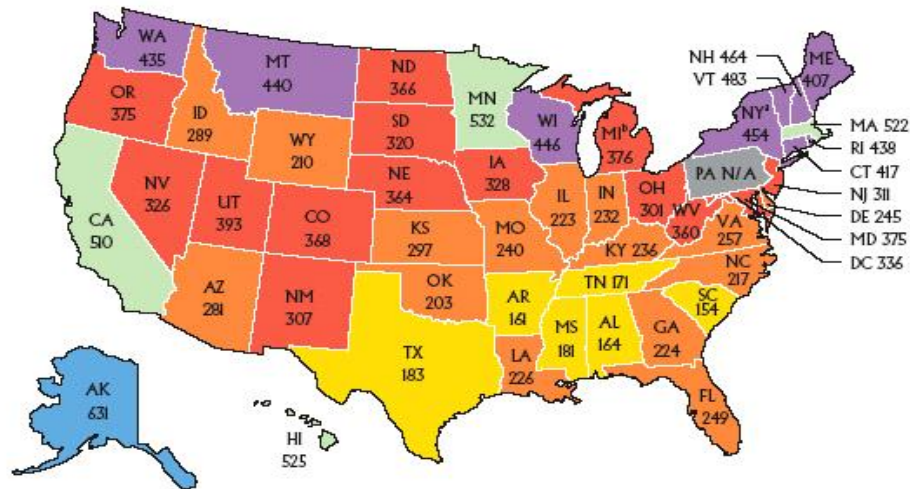 WA
435
MT
440
ND
366
MN
532
NH 464
VT 483
ME
407
OR
375
ID
289
WY
210
SD
320
WI
446
MIᵇ
376
NYᵃ
454
MA 522
RI 438
CT 417
NJ 311
DE 245
MD 375
DC 336
NV
326
UT
393
CO
368
NE
364
IA
328
IL
223
IN
232
OH
301
PA N/A
WV
360
VA
257
CA
510
KS
297
MO
240
KY 236
NC
217
AZ
281
NM
307
OK
203
AR
161
TN 171
SC
154
TX
183
LA
226
MS
181
AL
164
GA
224
FL
249
AK
631
HI
525